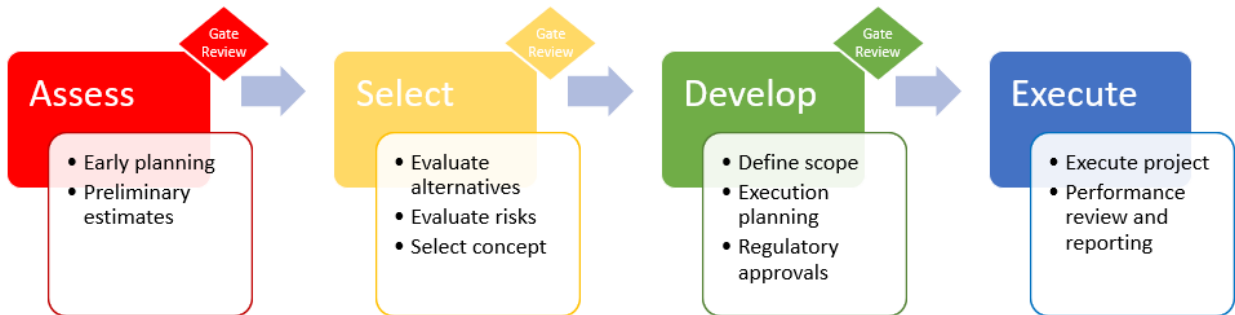 Gate
Review
Assess
• Early planning
• Preliminary
estimates
Gate
Review
Select
• Evaluate
alternatives
• Evaluate risks
• Select concept
Gate
Review
Develop
• Define scope
• Execution
planning
• Regulatory
approvals
Execute
• Execute project
• Performance
review and
reporting